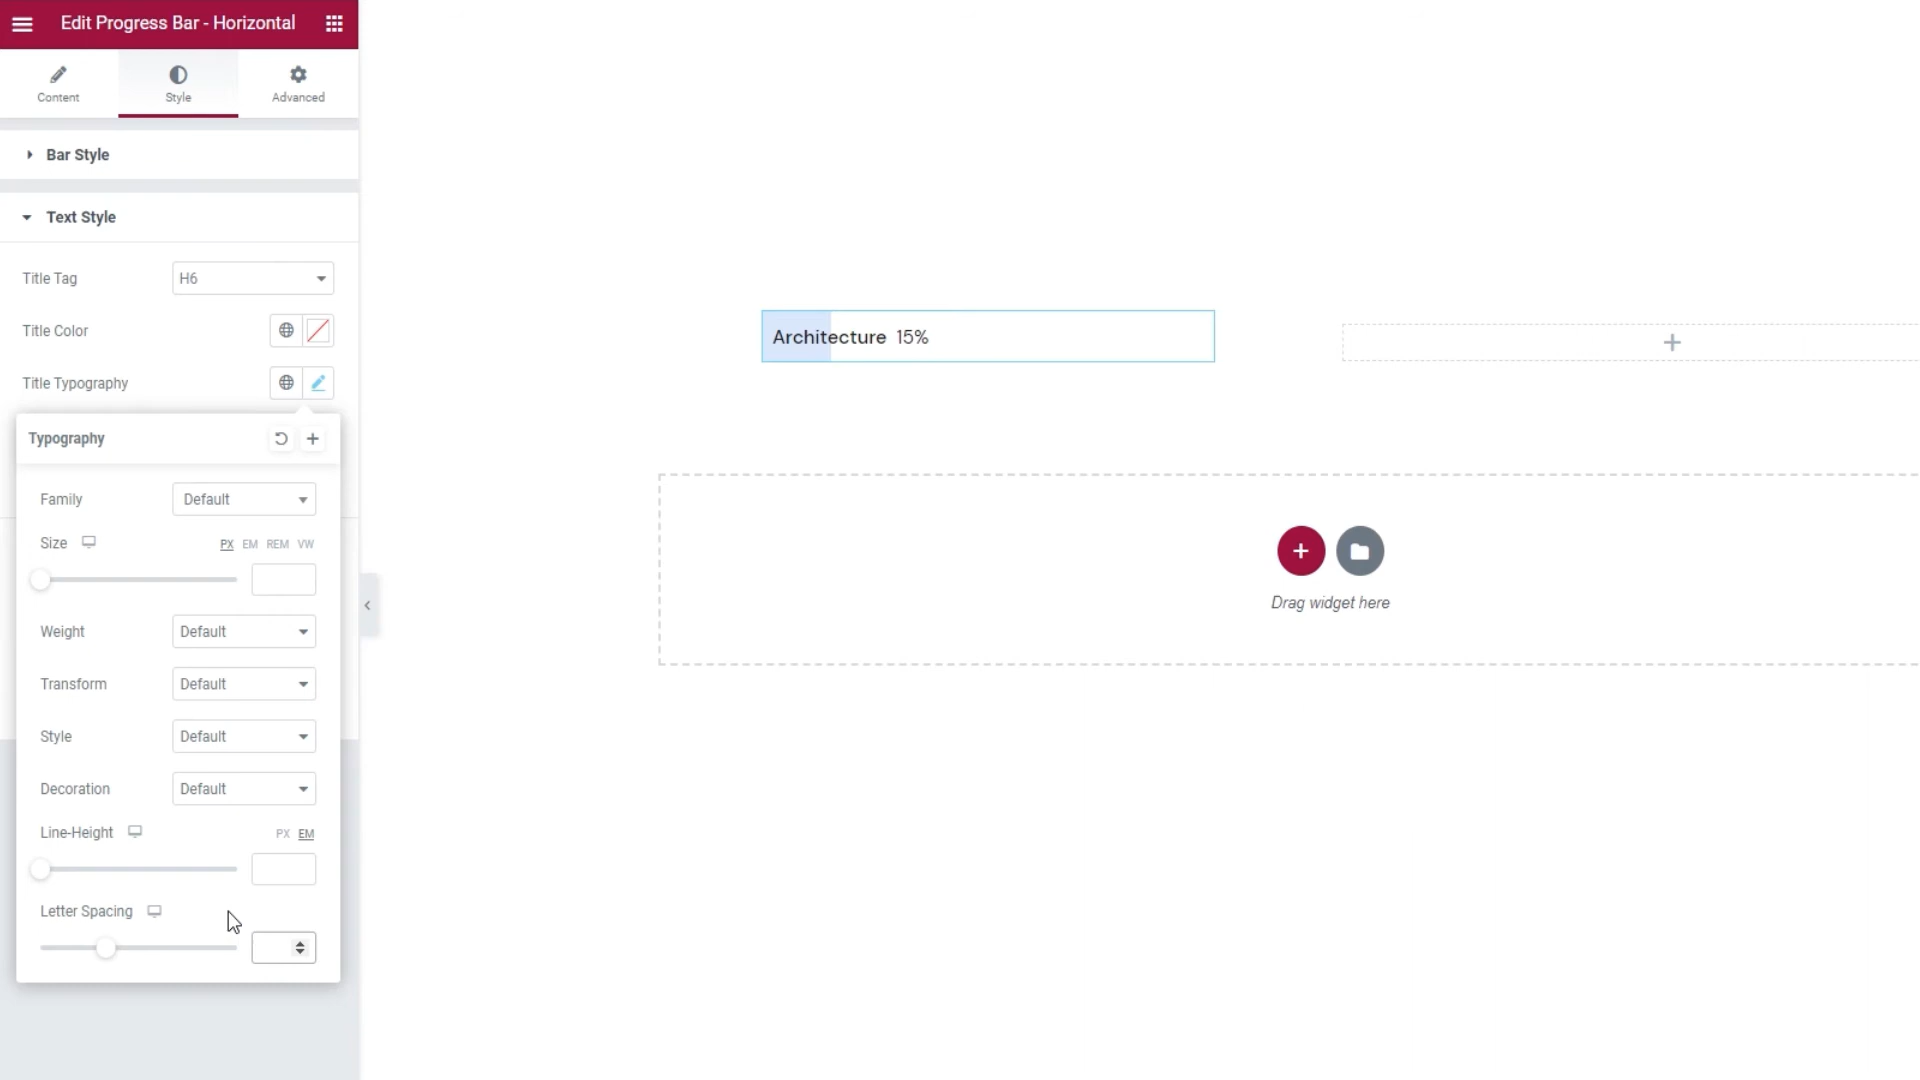 Edit Progress Bar - Horizontal
Content Style Advanced
Bar Style
Text Style
Title Tag H6
Title Color
Title Typography
Typography
Family Default
Size PX EM REM VW
Weight Default
Transform Default
Style Default
Decoration Default
Line-Height PX EM
Letter Spacing
Architecture 15%
Drag widget here